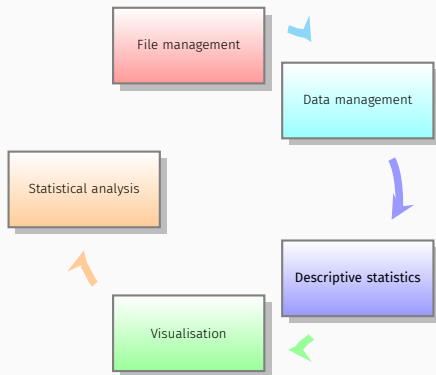 File management
Data management
Descriptive statistics
Visualisation
Statistical analysis